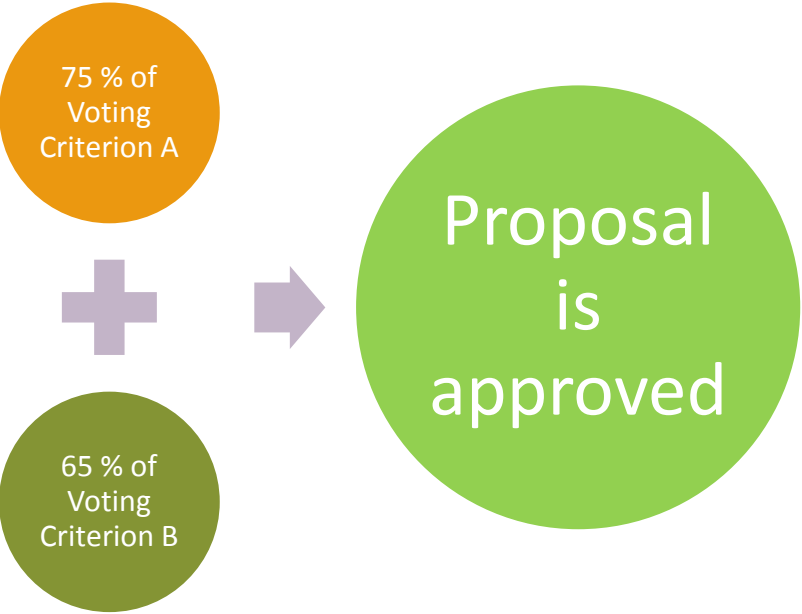 75 % of
Voting
Criterion A
65 % of
Voting
Criterion B
Proposal
is
approved